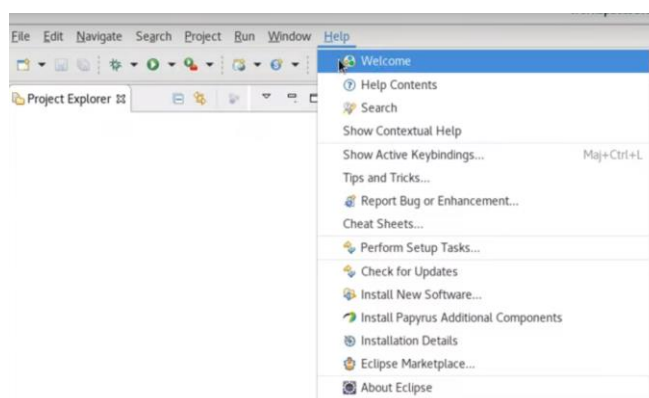 File Edit Navigate Search Project Run Window Help
Project Explorer
Welcome
Help Contents
Search
Show Contextual Help
Show Active Keybindings... Maj+Ctrl+L
Tips and Tricks...
Report Bug or Enhancement...
Cheat Sheets...
Perform Setup Tasks...
Check for Updates
Install New Software...
Install Papyrus Additional Components
Installation Details
Eclipse Marketplace...
About Eclipse